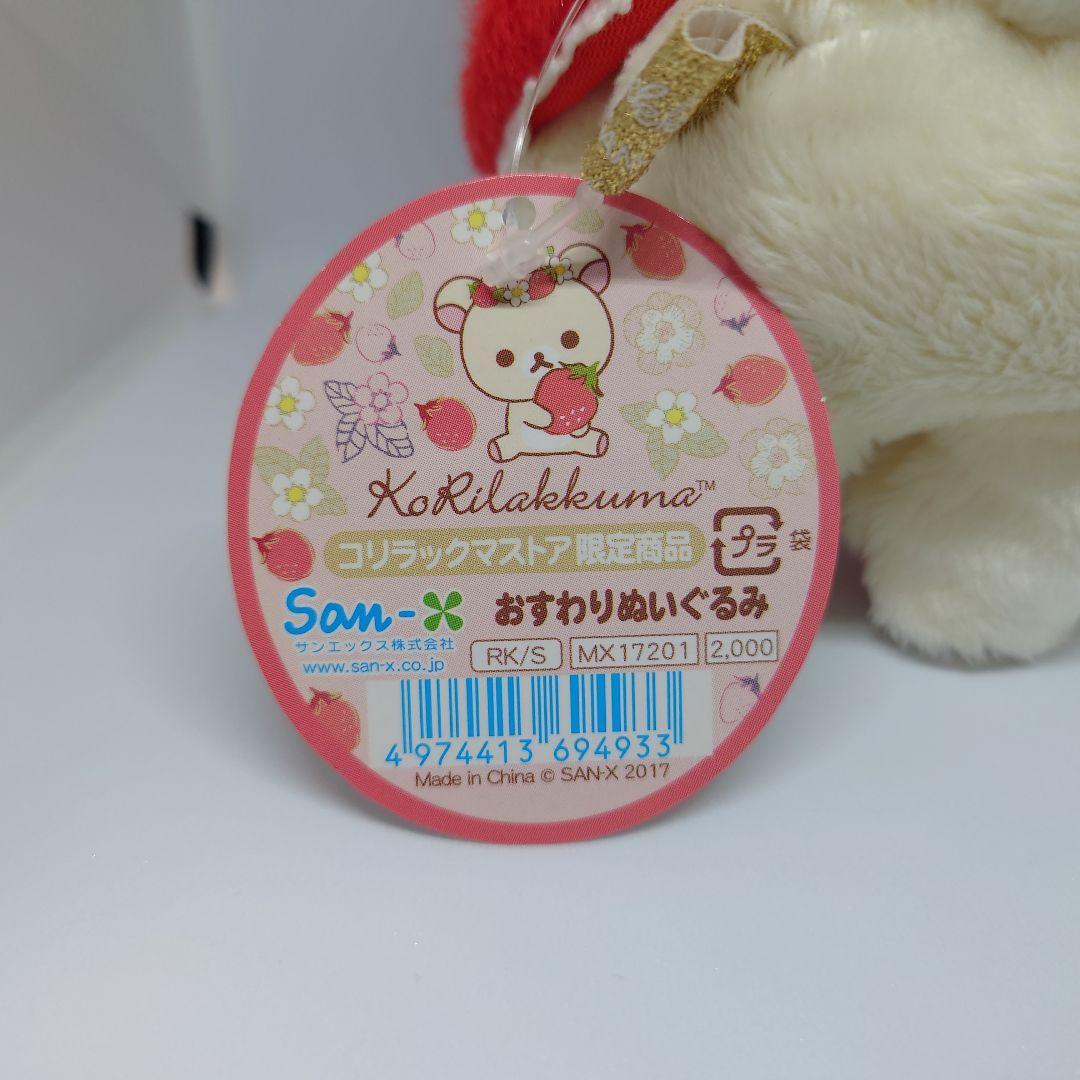 KoRilakkuma™
コリラックマストア限定商品
プラ 袋
San-X
おすわりぬいぐるみ
サンエックス株式会社
www.san-x.co.jp
RK/S MX17201 2,000
4 974413 694933
Made in China © SAN-X 2017